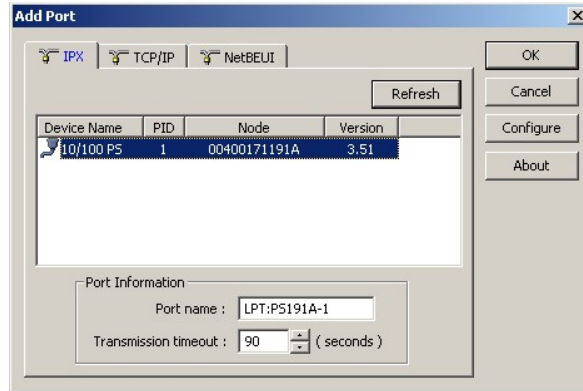 Add Port
IPX TCP/IP NetBEUI
OK
Refresh
Cancel
Device Name PID Node Version
Configure
10/100 PS 1 00400171191A 3.51
About
Port Information
Port name : LPT:PS191A-1
Transmission timeout : 90 ( seconds )